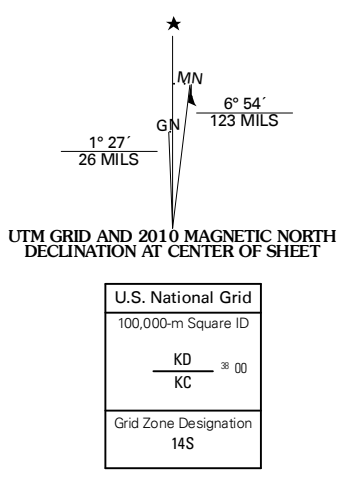 MN
6° 54´
123 MILS
GN
1° 27´
26 MILS
UTM GRID AND 2010 MAGNETIC NORTH
DECLINATION AT CENTER OF SHEET
U.S. National Grid
100,000-m Square ID
KD
38 00
KC
Grid Zone Designation
14S